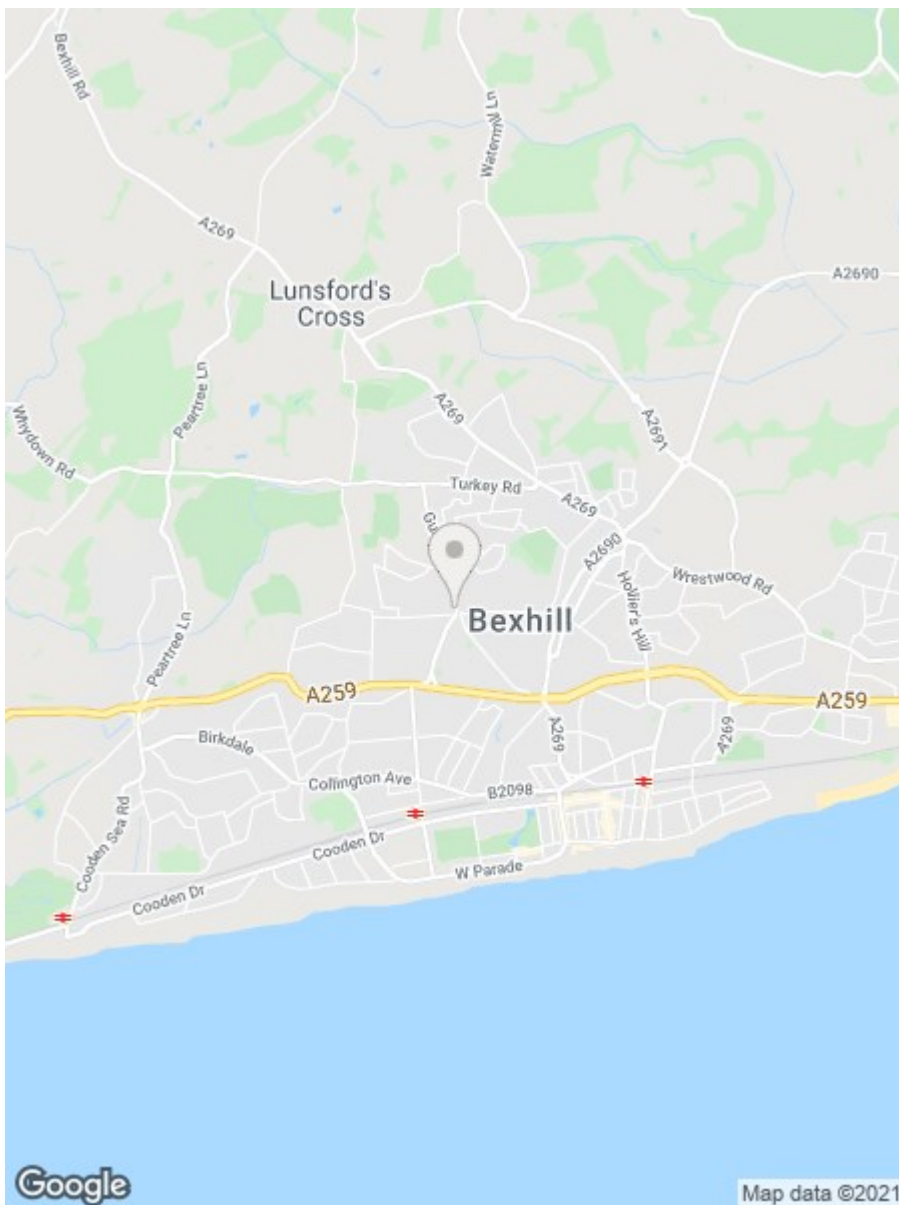 Bexhill Rd
Watermill Ln
A269
A2690
Lunsford's
Cross
Peartree Ln
A269
A2691
Whydown Rd
Turkey Rd
A269
Gu
A2690
Wrestwood Rd
Hollier's Hill
Bexhill
Peartree Ln
A259
A259
Birkdale
A269
A269
Collington Ave
B2098
Cooden Sea Rd
Cooden Dr
W Parade
Cooden Dr
Google
Map data ©2021